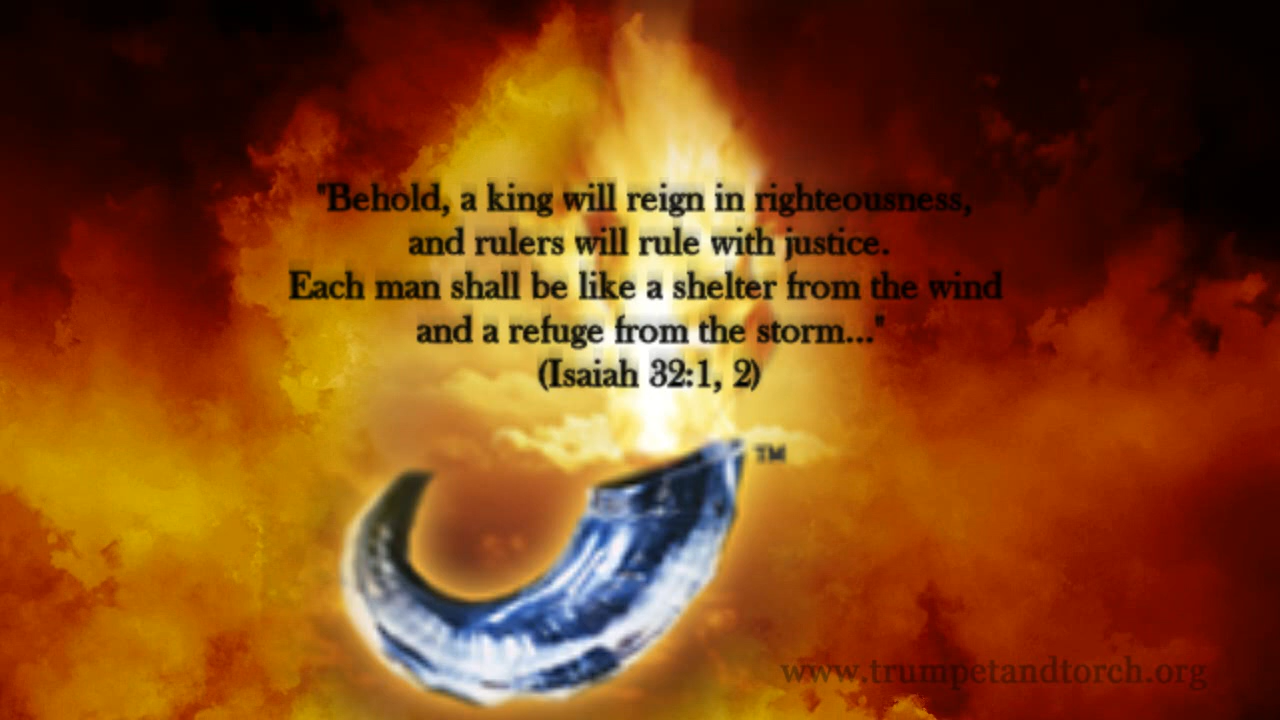 "Behold, a king will reign in righteousness,
and rulers will rule with justice.
Each man shall be like a shelter from the wind
and a refuge from the storm..."
(Isaiah 32:1, 2)
TM
www.trumpetandtorch.org